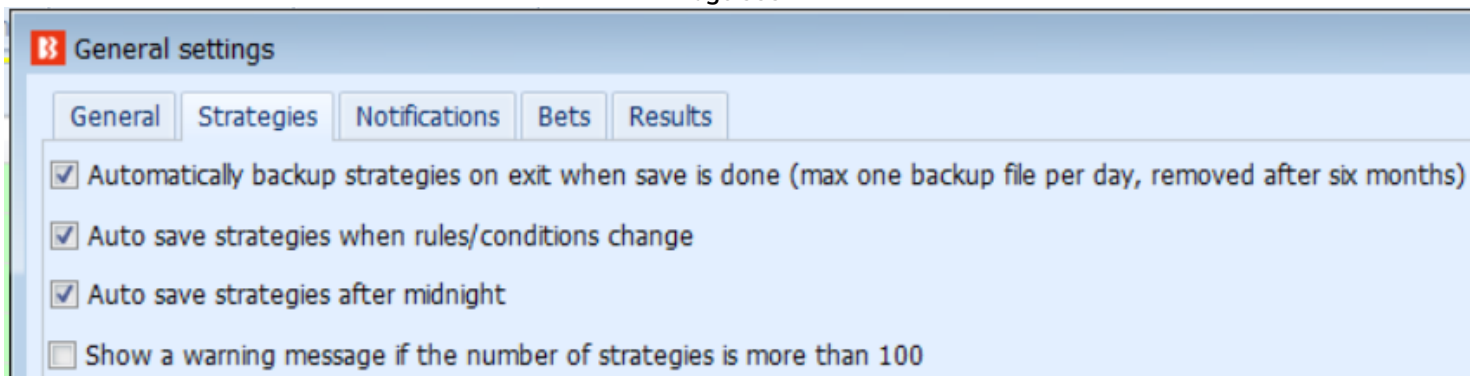 General settings
General Strategies Notifications Bets Results
Automatically backup strategies on exit when save is done (max one backup file per day, removed after six months)
Auto save strategies when rules/conditions change
Auto save strategies after midnight
Show a warning message if the number of strategies is more than 100